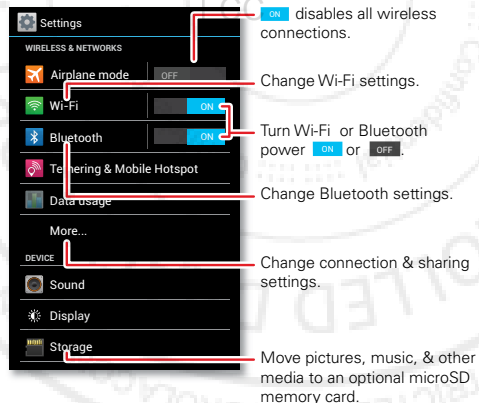 Settings
WIRELESS & NETWORKS
Airplane mode OFF
Wi-Fi ON
Bluetooth ON
Tethering & Mobile Hotspot
Data usage
More...
DEVICE
Sound
Display
Storage
ON disables all wireless
connections.
Change Wi-Fi settings.
Turn Wi-Fi or Bluetooth
power ON or OFF.
Change Bluetooth settings.
Change connection & sharing
settings.
Move pictures, music, & other
media to an optional microSD
memory card.